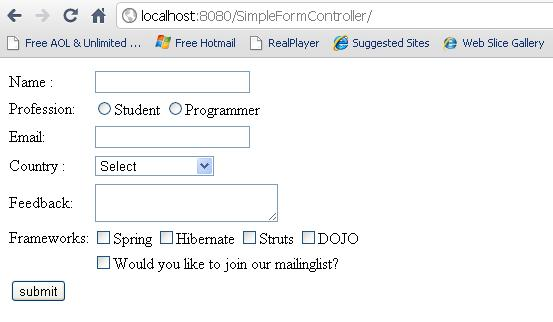 localhost:8080/SimpleFormController/
Free AOL & Unlimited ... Free Hotmail RealPlayer Suggested Sites Web Slice Gallery
Name :
Profession: Student Programmer
Email:
Country : Select
Feedback:
Frameworks: Spring Hibernate Struts DOJO
Would you like to join our mailinglist?
submit